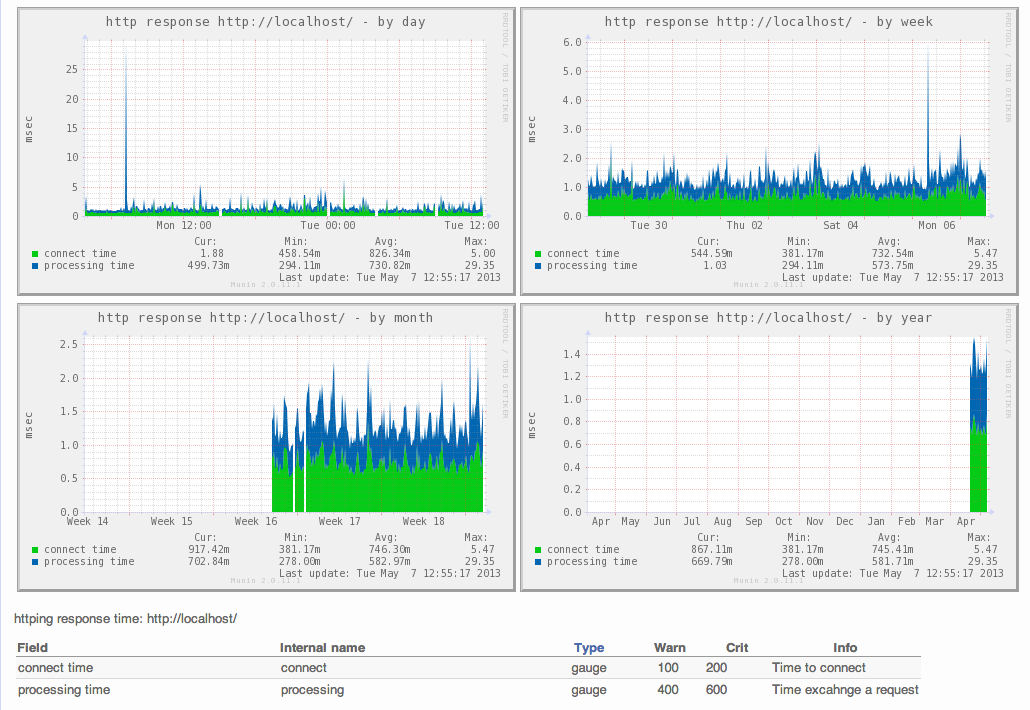 http response http://localhost/ - by day
RRDTOOL / TOBI OETIKER
msec
25
20
15
10
5
0
Mon 12:00 Tue 00:00 Tue 12:00
Cur: Min: Avg: Max:
connect time 1.88 458.54m 826.34m 5.00
processing time 499.73m 294.11m 730.82m 29.35
Last update: Tue May 7 12:55:17 2013
Munin 2.0.11.1
http response http://localhost/ - by week
RRDTOOL / TOBI OETIKER
msec
6.0
5.0
4.0
3.0
2.0
1.0
0.0
Tue 30 Thu 02 Sat 04 Mon 06
Cur: Min: Avg: Max:
connect time 544.59m 381.17m 732.54m 5.47
processing time 1.03 294.11m 573.75m 29.35
Last update: Tue May 7 12:55:17 2013
Munin 2.0.11.1
http response http://localhost/ - by month
RRDTOOL / TOBI OETIKER
msec
2.5
2.0
1.5
1.0
0.5
0.0
Week 14 Week 15 Week 16 Week 17 Week 18
Cur: Min: Avg: Max:
connect time 917.42m 381.17m 746.30m 5.47
processing time 702.84m 278.00m 582.97m 29.35
Last update: Tue May 7 12:55:17 2013
Munin 2.0.11.1
http response http://localhost/ - by year
RRDTOOL / TOBI OETIKER
msec
1.4
1.2
1.0
0.8
0.6
0.4
0.2
0.0
Apr May Jun Jul Aug Sep Oct Nov Dec Jan Feb Mar Apr
Cur: Min: Avg: Max:
connect time 867.11m 381.17m 745.41m 5.47
processing time 669.79m 278.00m 581.71m 29.35
Last update: Tue May 7 12:55:17 2013
Munin 2.0.11.1
httping response time: http://localhost/
Field Internal name Type Warn Crit Info
connect time connect gauge 100 200 Time to connect
processing time processing gauge 400 600 Time excahnge a request